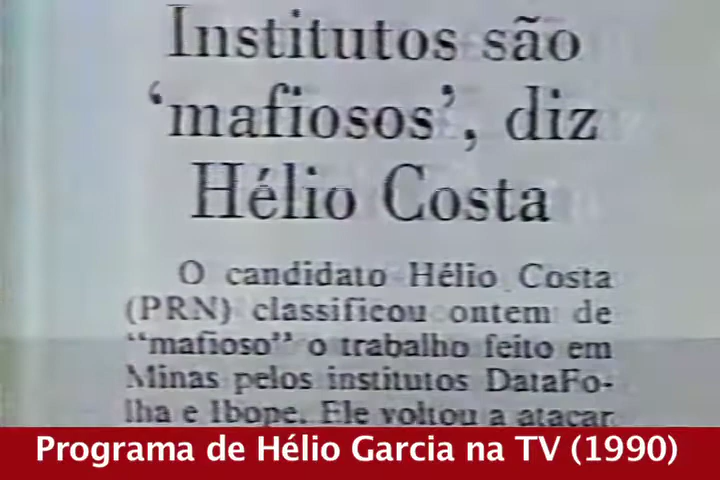 Institutos são
‘mafiosos’, diz
Hélio Costa
O candidato Hélio Costa
(PRN) classificou ontem de
“mafioso” o trabalho feito em
Minas pelos institutos DataFo-
lha e Ibope. Ele voltou a atacar
Programa de Hélio Garcia na TV (1990)